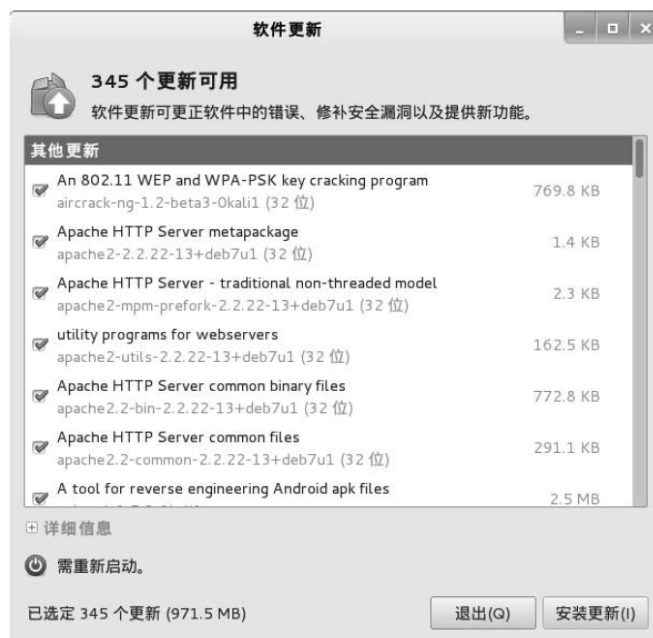 软件更新
345 个更新可用
软件更新可更正软件中的错误、修补安全漏洞以及提供新功能。
其他更新
An 802.11 WEP and WPA-PSK key cracking program
aircrack-ng-1.2-beta3-0kali1 (32 位)
769.8 KB
Apache HTTP Server metapackage
apache2-2.2.22-13+deb7u1 (32 位)
1.4 KB
Apache HTTP Server - traditional non-threaded model
apache2-mpm-prefork-2.2.22-13+deb7u1 (32 位)
2.3 KB
utility programs for webservers
apache2-utils-2.2.22-13+deb7u1 (32 位)
162.5 KB
Apache HTTP Server common binary files
apache2.2-bin-2.2.22-13+deb7u1 (32 位)
772.8 KB
Apache HTTP Server common files
apache2.2-common-2.2.22-13+deb7u1 (32 位)
291.1 KB
A tool for reverse engineering Android apk files
2.5 MB
详细信息
需重新启动。
已选定 345 个更新 (971.5 MB)
退出(Q)
安装更新(I)